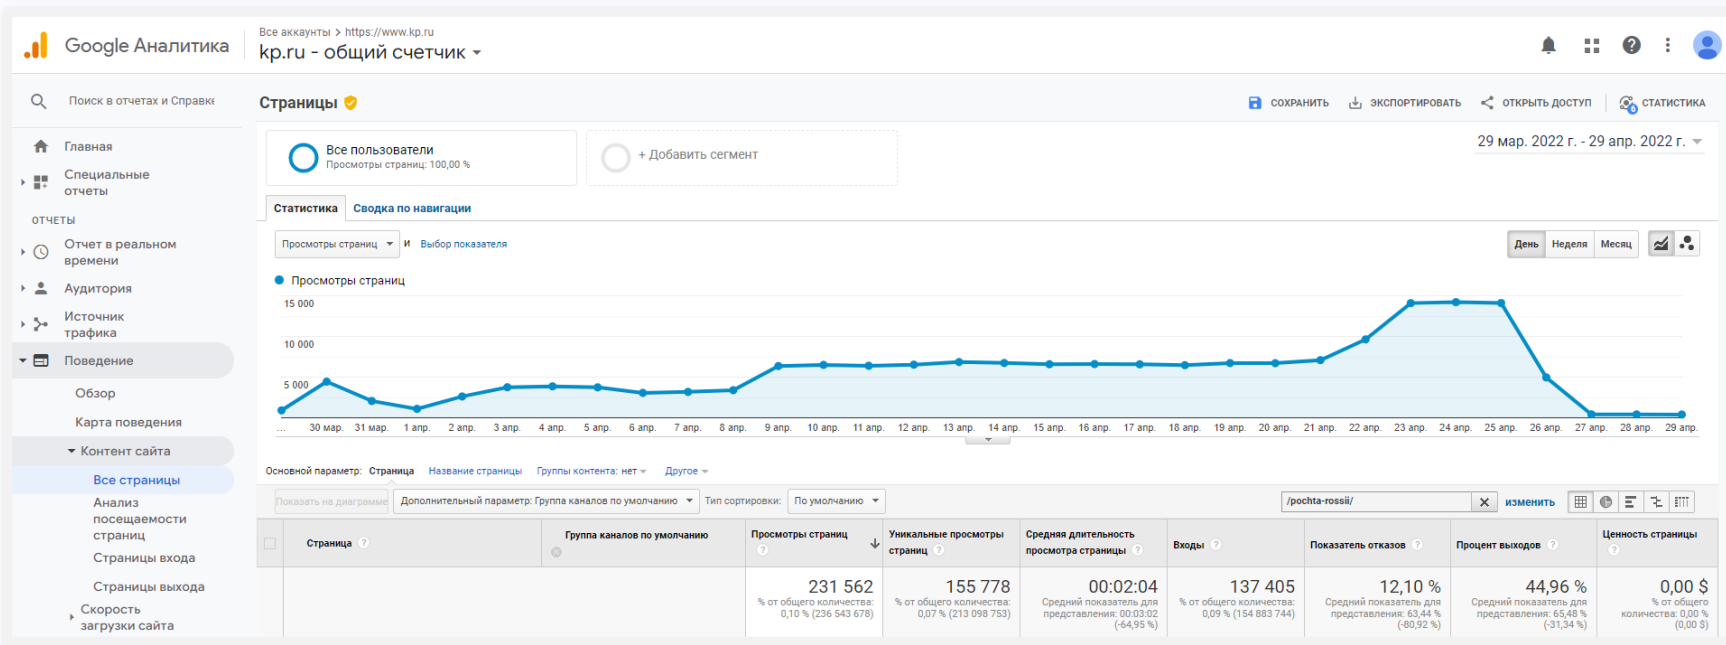 Google Аналитика
Все аккаунты > https://www.kp.ru
kp.ru - общий счетчик
Поиск в отчетах и Справке
Главная
Специальные
отчеты
ОТЧЕТЫ
Отчет в реальном
времени
Аудитория
Источник
трафика
Поведение
Обзор
Карта поведения
Контент сайта
Все страницы
Анализ
посещаемости
страниц
Страницы входа
Страницы выхода
Скорость
загрузки сайта
Страницы
СОХРАНИТЬ
ЭКСПОРТИРОВАТЬ
ОТКРЫТЬ ДОСТУП
СТАТИСТИКА
Все пользователи
Просмотры страниц: 100,00 %
+ Добавить сегмент
29 мар. 2022 г. - 29 апр. 2022 г.
Статистика Сводка по навигации
Просмотры страниц и Выбор показателя
День Неделя Месяц
Просмотры страниц
15 000
10 000
5 000
... 30 мар. 31 мар. 1 апр. 2 апр. 3 апр. 4 апр. 5 апр. 6 апр. 7 апр. 8 апр. 9 апр. 10 апр. 11 апр. 12 апр. 13 апр. 14 апр. 15 апр. 16 апр. 17 апр. 18 апр. 19 апр. 20 апр. 21 апр. 22 апр. 23 апр. 24 апр. 25 апр. 26 апр. 27 апр. 28 апр. 29 апр.
Основной параметр: Страница Название страницы Группы контента: нет Другое
Показать на диаграмме Дополнительный параметр: Группа каналов по умолчанию Тип сортировки: По умолчанию /pochta-rossii/ изменить
Страница ?
Группа каналов по умолчанию
Просмотры страниц
?
Уникальные просмотры
страниц ?
Средняя длительность
просмотра страницы ?
Входы ?
Показатель отказов ?
Процент выходов ?
Ценность страницы
?
231 562
% от общего количества:
0,10 % (236 543 678)
155 778
% от общего количества:
0,07 % (213 098 753)
00:02:04
Средний показатель для
представления: 00:03:02
(-64,95 %)
137 405
% от общего количества:
0,09 % (154 883 744)
12,10 %
Средний показатель для
представления: 63,44 %
(-80,92 %)
44,96 %
Средний показатель для
представления: 65,48 %
(-31,34 %)
0,00 $
% от общего
количества: 0,00 %
(0,00 $)